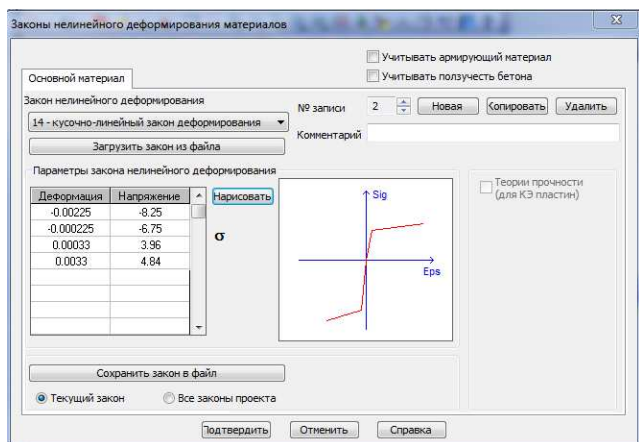 Законы нелинейного деформирования материалов
Учитывать армирующий материал
Учитывать ползучесть бетона
Основной материал
Закон нелинейного деформирования
№ записи 2 Новая Копировать Удалить
14 - кусочно-линейный закон деформирования
Комментарий
Загрузить закон из файла
Параметры закона нелинейного деформирования
Теории прочности
(для КЭ пластин)
Деформация Напряжение Нарисовать
-0.00225 -8.25
-0.000225 -6.75
0.00033 3.96
0.0033 4.84
σ
Sig
Eps
Сохранить закон в файл
Текущий закон Все законы проекта
Подтвердить Отменить Справка